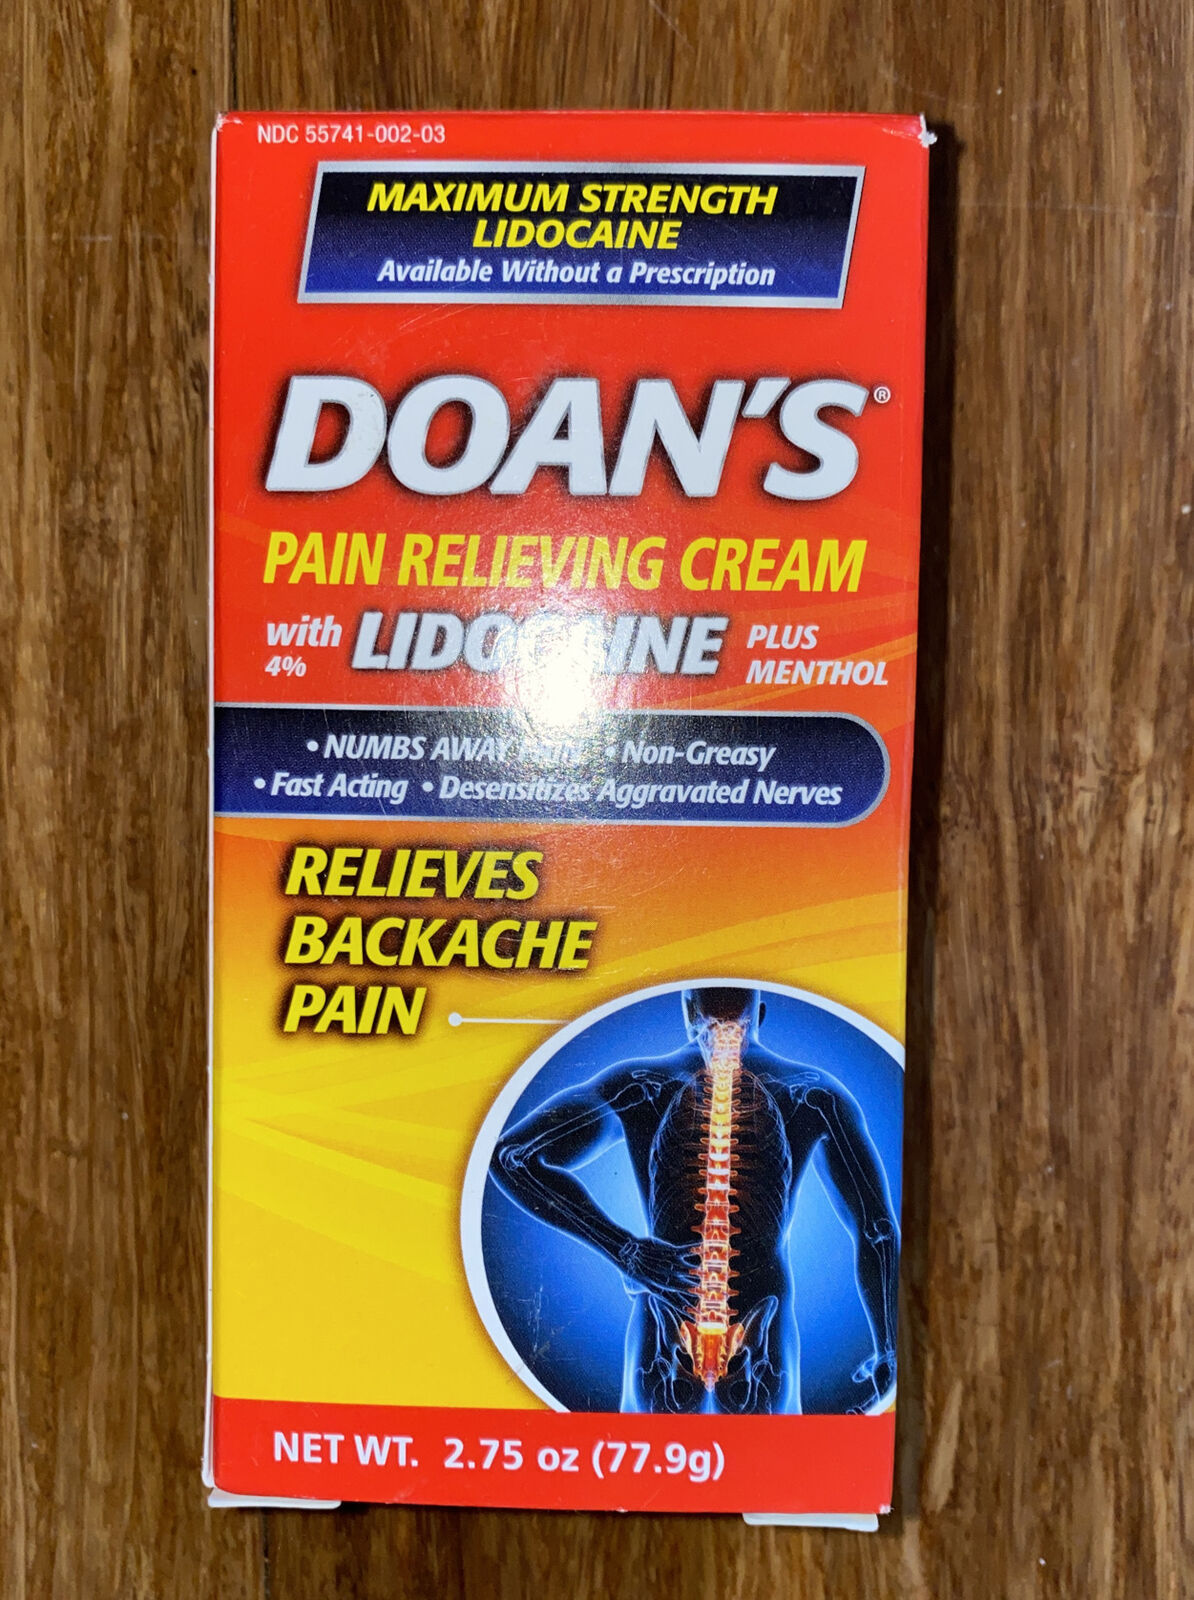 NDC 55741-002-03
MAXIMUM STRENGTH
LIDOCAINE
Available Without a Prescription
DOAN'S®
PAIN RELIEVING CREAM
with 4% LIDOCAINE PLUS MENTHOL
• NUMBS AWAY PAIN • Non-Greasy
• Fast Acting • Desensitizes Aggravated Nerves
RELIEVES
BACKACHE
PAIN
NET WT. 2.75 oz (77.9g)